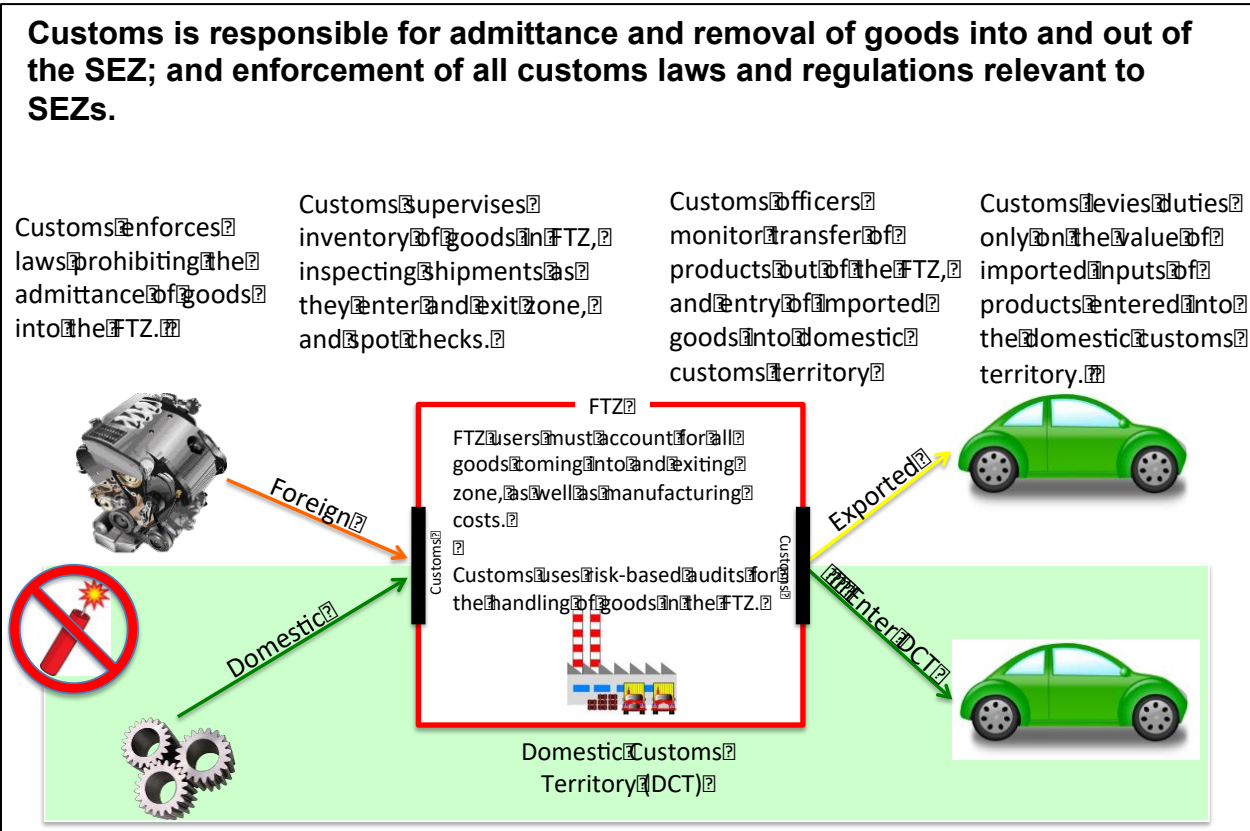 Customs is responsible for admittance and removal of goods into and out of
the SEZ; and enforcement of all customs laws and regulations relevant to
SEZs.
Customs enforces
laws prohibiting the
admittance of goods
into the FTZ.
Customs supervises
inventory of goods in FTZ,
inspecting shipments as
they enter and exit zone,
and spot checks.
Customs officers
monitor transfer of
products out of the FTZ,
and entry of imported
goods into domestic
customs territory
Customs levies duties
only on the value of
imported inputs of
products entered into
the domestic customs
territory.
FTZ
FTZ users must account for all
goods coming into and exiting
zone, as well as manufacturing
costs.
Customs uses risk-based audits for
the handling of goods in the FTZ.
Foreign
Domestic
Customs
Customs
Exported
Enter DCT
Domestic Customs
Territory (DCT)